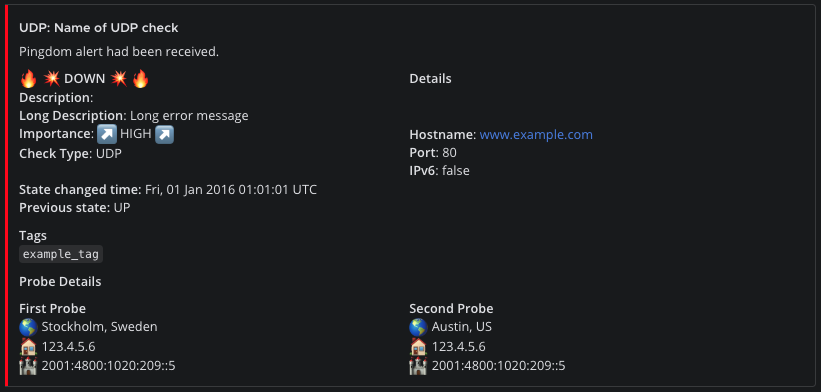 UDP: Name of UDP check
Pingdom alert had been received.
🔥 💥 DOWN 💥 🔥
Description:
Long Description: Long error message
Importance: ↗️ HIGH ↗️
Check Type: UDP
State changed time: Fri, 01 Jan 2016 01:01:01 UTC
Previous state: UP
Details
Hostname: www.example.com
Port: 80
IPv6: false
Tags
example_tag
Probe Details
First Probe
🌎 Stockholm, Sweden
🏠 123.4.5.6
🏰 2001:4800:1020:209::5
Second Probe
🌎 Austin, US
🏠 123.4.5.6
🏰 2001:4800:1020:209::5